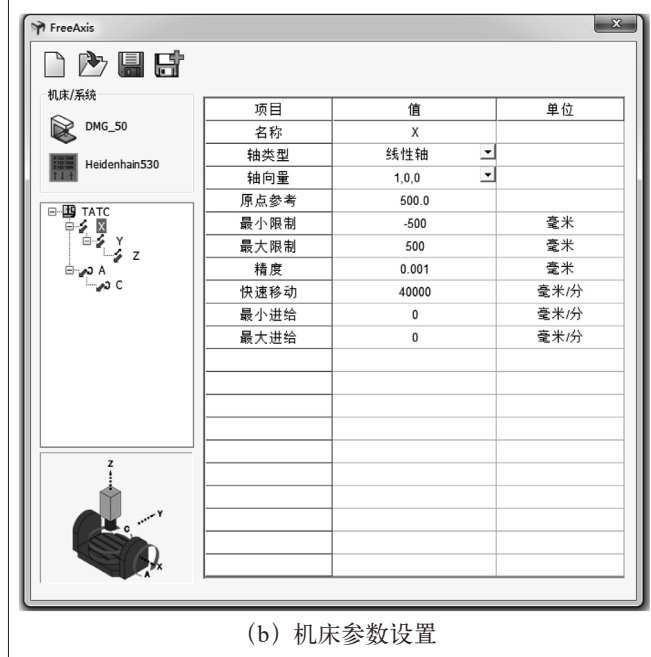 FreeAxis
x
机床/系统
DMG_50
Heidenhain530
TATC
X
Y
Z
A
C
项目 值 单位
名称 X
轴类型 线性轴
轴向量 1,0,0
原点参考 500.0
最小限制 -500 毫米
最大限制 500 毫米
精度 0.001 毫米
快速移动 40000 毫米/分
最小进给 0 毫米/分
最大进给 0 毫米/分
Z
Y
C
X
A
(b) 机床参数设置